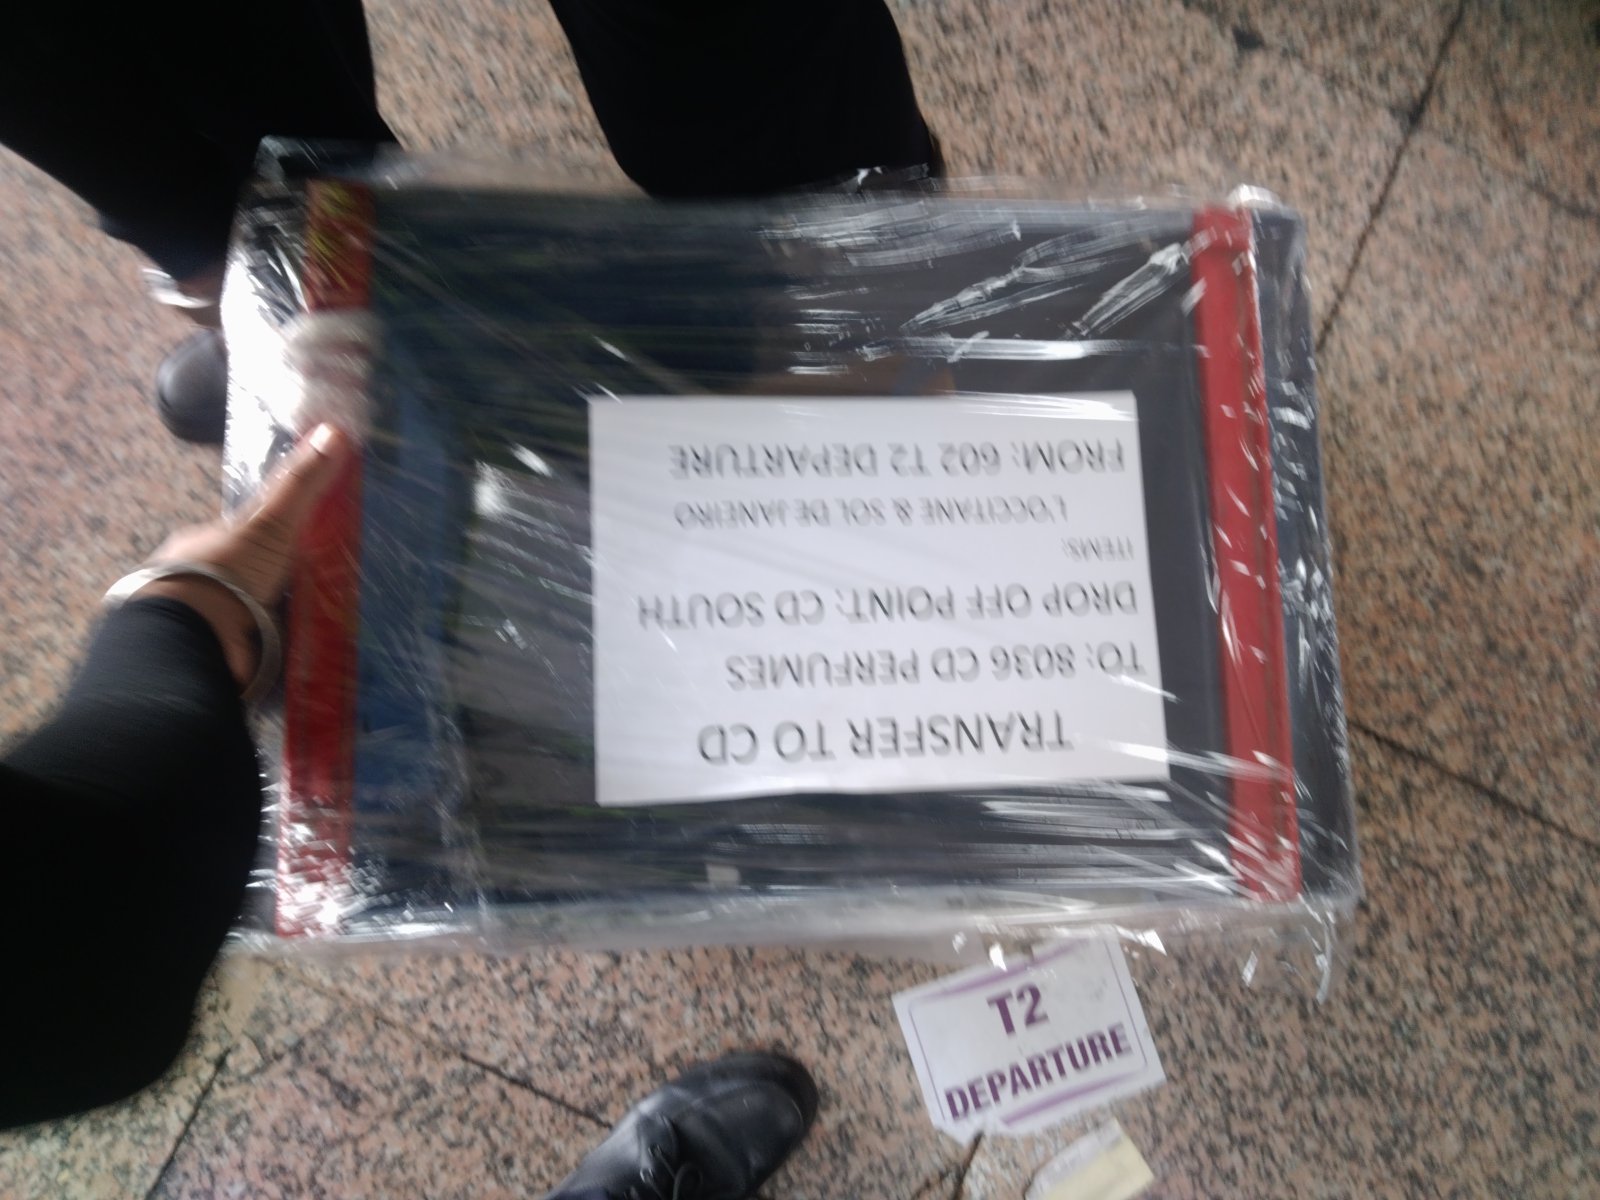 TRANSFER TO CD
TO: 8036 CD PERFUMES
DROP OFF POINT: CD SOUTH
ITEMS:
L'OCCITANE & SOL DE JANEIRO
FROM: 602 T2 DEPARTURE
T2
DEPARTURE